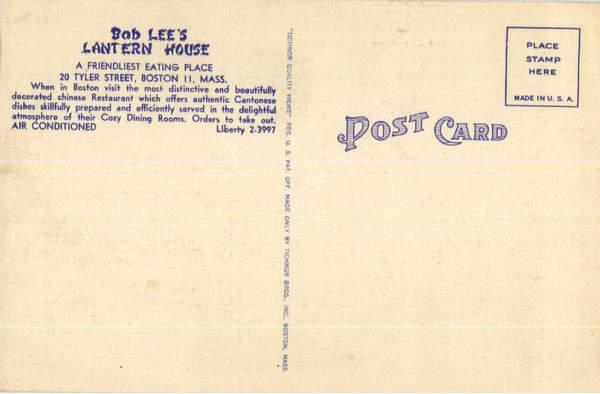 Bob LEE'S
LANTERN HOUSE
A FRIENDLIEST EATING PLACE
20 TYLER STREET, BOSTON 11, MASS.
When in Boston visit the most distinctive and beautifully
decorated chinese Restaurant which offers authentic Cantonese
dishes skillfully prepared and efficiently served in the delightful
atmosphere of their Cozy Dining Rooms. Orders to take out.
AIR CONDITIONED LIberty 2-3997
"TICHNOR QUALITY VIEWS" REG. U. S. PAT. OFF. MADE ONLY BY TICHNOR BROS., INC., BOSTON, MASS.
POST CARD
PLACE
STAMP
HERE
MADE IN U. S. A.